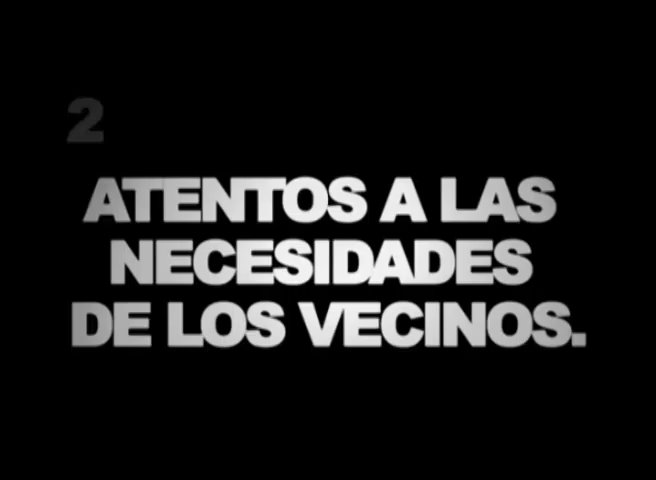 2
ATENTOS A LAS
NECESIDADES
DE LOS VECINOS.